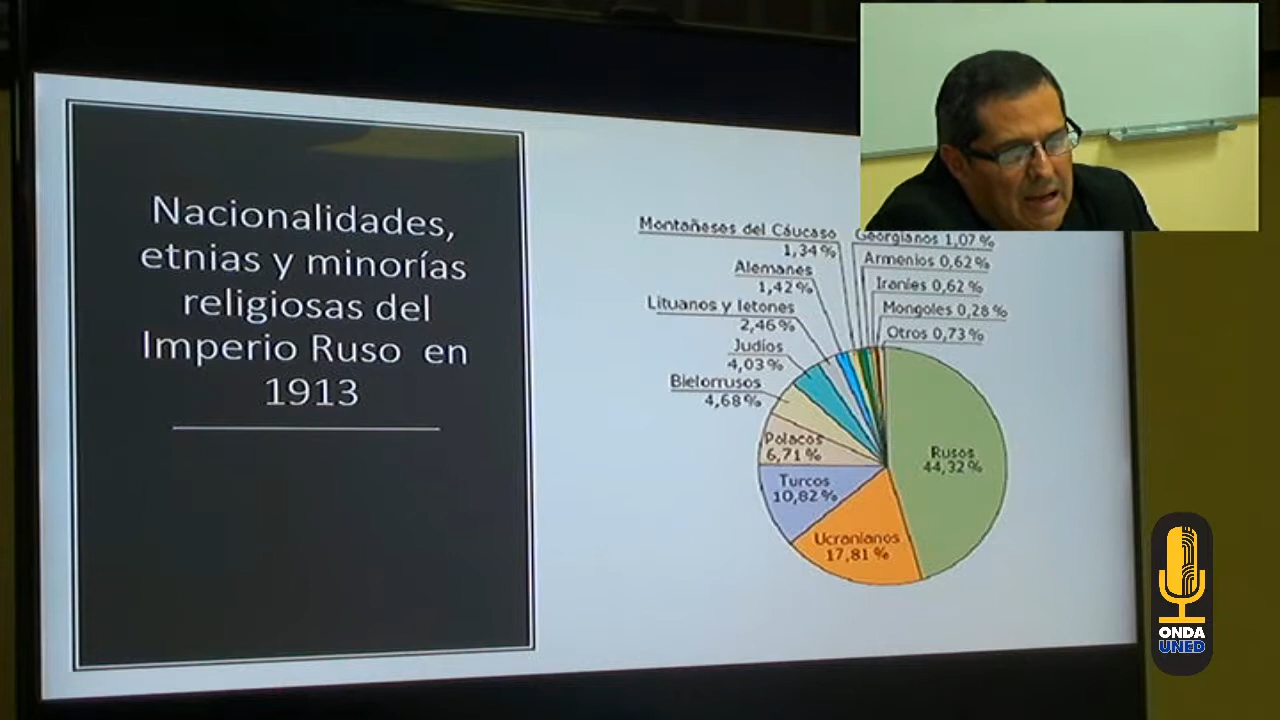 Nacionalidades,
etnias y minorías
religiosas del
Imperio Ruso en
1913
Montañeses del Cáucaso
1,34 %
Alemanes
1,42 %
Lituanos y letones
2,46 %
Judíos
4,03 %
Bielorrusos
4,68 %
Polacos
6,71 %
Turcos
10,82 %
Ucranianos
17,81 %
Rusos
44,32 %
Georgianos 1,07 %
Armenios 0,62 %
Iraníes 0,62 %
Mongoles 0,28 %
Otros 0,73 %
ONDA
UNED